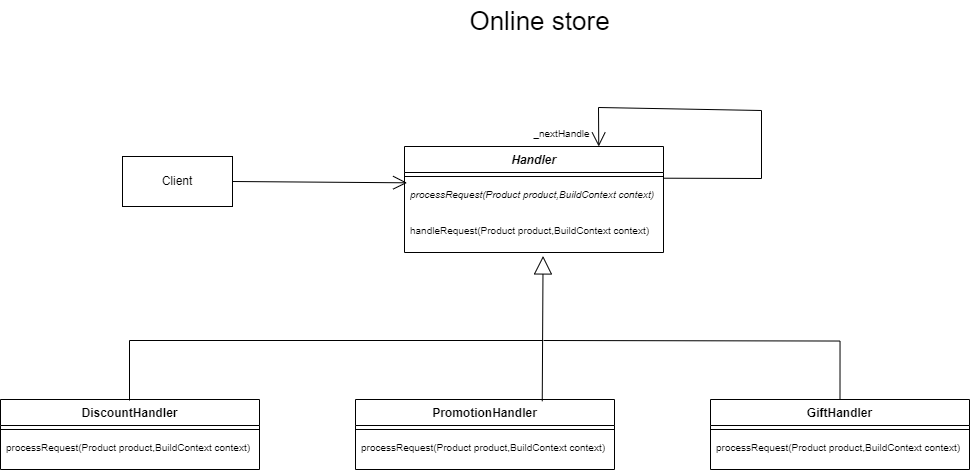 Online store
_nextHandle
Handler
Client
processRequest(Product product,BuildContext context)
handleRequest(Product product,BuildContext context)
DiscountHandler
PromotionHandler
GiftHandler
processRequest(Product product,BuildContext context)
processRequest(Product product,BuildContext context)
processRequest(Product product,BuildContext context)